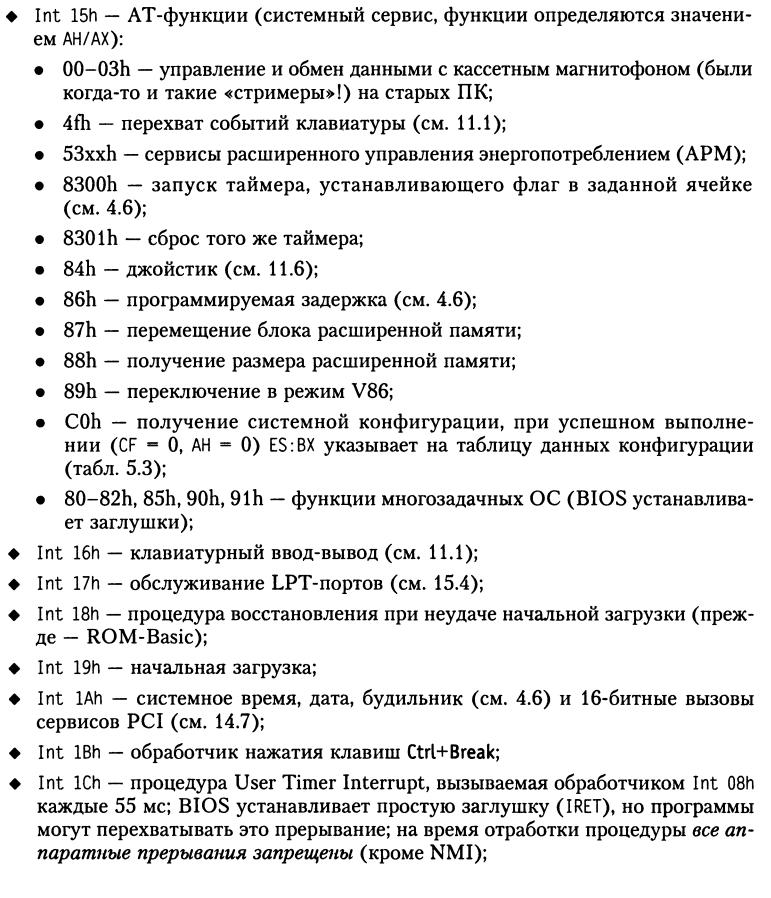 ◆ Int 15h — AT-функции (системный сервис, функции определяются значени-
ем AH/AX):
● 00–03h — управление и обмен данными с кассетным магнитофоном (были
когда-то и такие «стримеры»!) на старых ПК;
● 4fh — перехват событий клавиатуры (см. 11.1);
● 53xxh — сервисы расширенного управления энергопотреблением (APM);
● 8300h — запуск таймера, устанавливающего флаг в заданной ячейке
(см. 4.6);
● 8301h — сброс того же таймера;
● 84h — джойстик (см. 11.6);
● 86h — программируемая задержка (см. 4.6);
● 87h — перемещение блока расширенной памяти;
● 88h — получение размера расширенной памяти;
● 89h — переключение в режим V86;
● C0h — получение системной конфигурации, при успешном выполне-
нии (CF = 0, AH = 0) ES:BX указывает на таблицу данных конфигурации
(табл. 5.3);
● 80–82h, 85h, 90h, 91h — функции многозадачных ОС (BIOS устанавлива-
ет заглушки);
◆ Int 16h — клавиатурный ввод-вывод (см. 11.1);
◆ Int 17h — обслуживание LPT-портов (см. 15.4);
◆ Int 18h — процедура восстановления при неудаче начальной загрузки (преж-
де — ROM-Basic);
◆ Int 19h — начальная загрузка;
◆ Int 1Ah — системное время, дата, будильник (см. 4.6) и 16-битные вызовы
сервисов PCI (см. 14.7);
◆ Int 1Bh — обработчик нажатия клавиш Ctrl+Break;
◆ Int 1Ch — процедура User Timer Interrupt, вызываемая обработчиком Int 08h
каждые 55 мс; BIOS устанавливает простую заглушку (IRET), но программы
могут перехватывать это прерывание; на время отработки процедуры все ап-
паратные прерывания запрещены (кроме NMI);